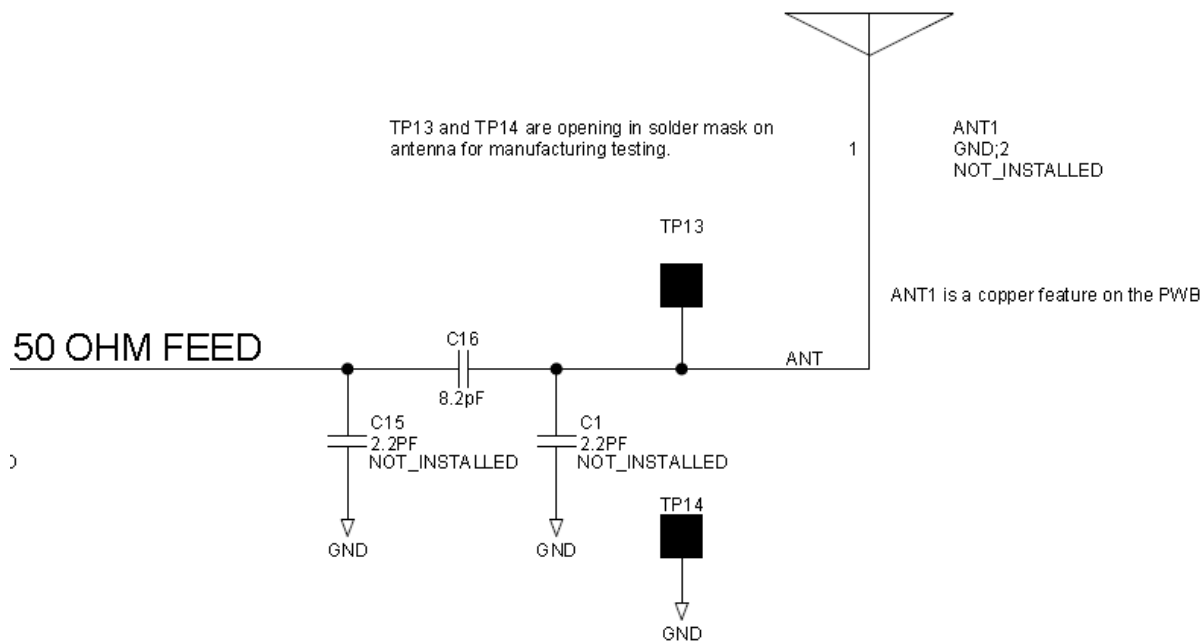 TP13 and TP14 are opening in solder mask on
antenna for manufacturing testing.
1
ANT1
GND;2
NOT_INSTALLED
TP13
ANT1 is a copper feature on the PWB
50 OHM FEED
C16
8.2pF
ANT
C15
2.2PF
NOT_INSTALLED
C1
2.2PF
NOT_INSTALLED
TP14
GND
GND
GND